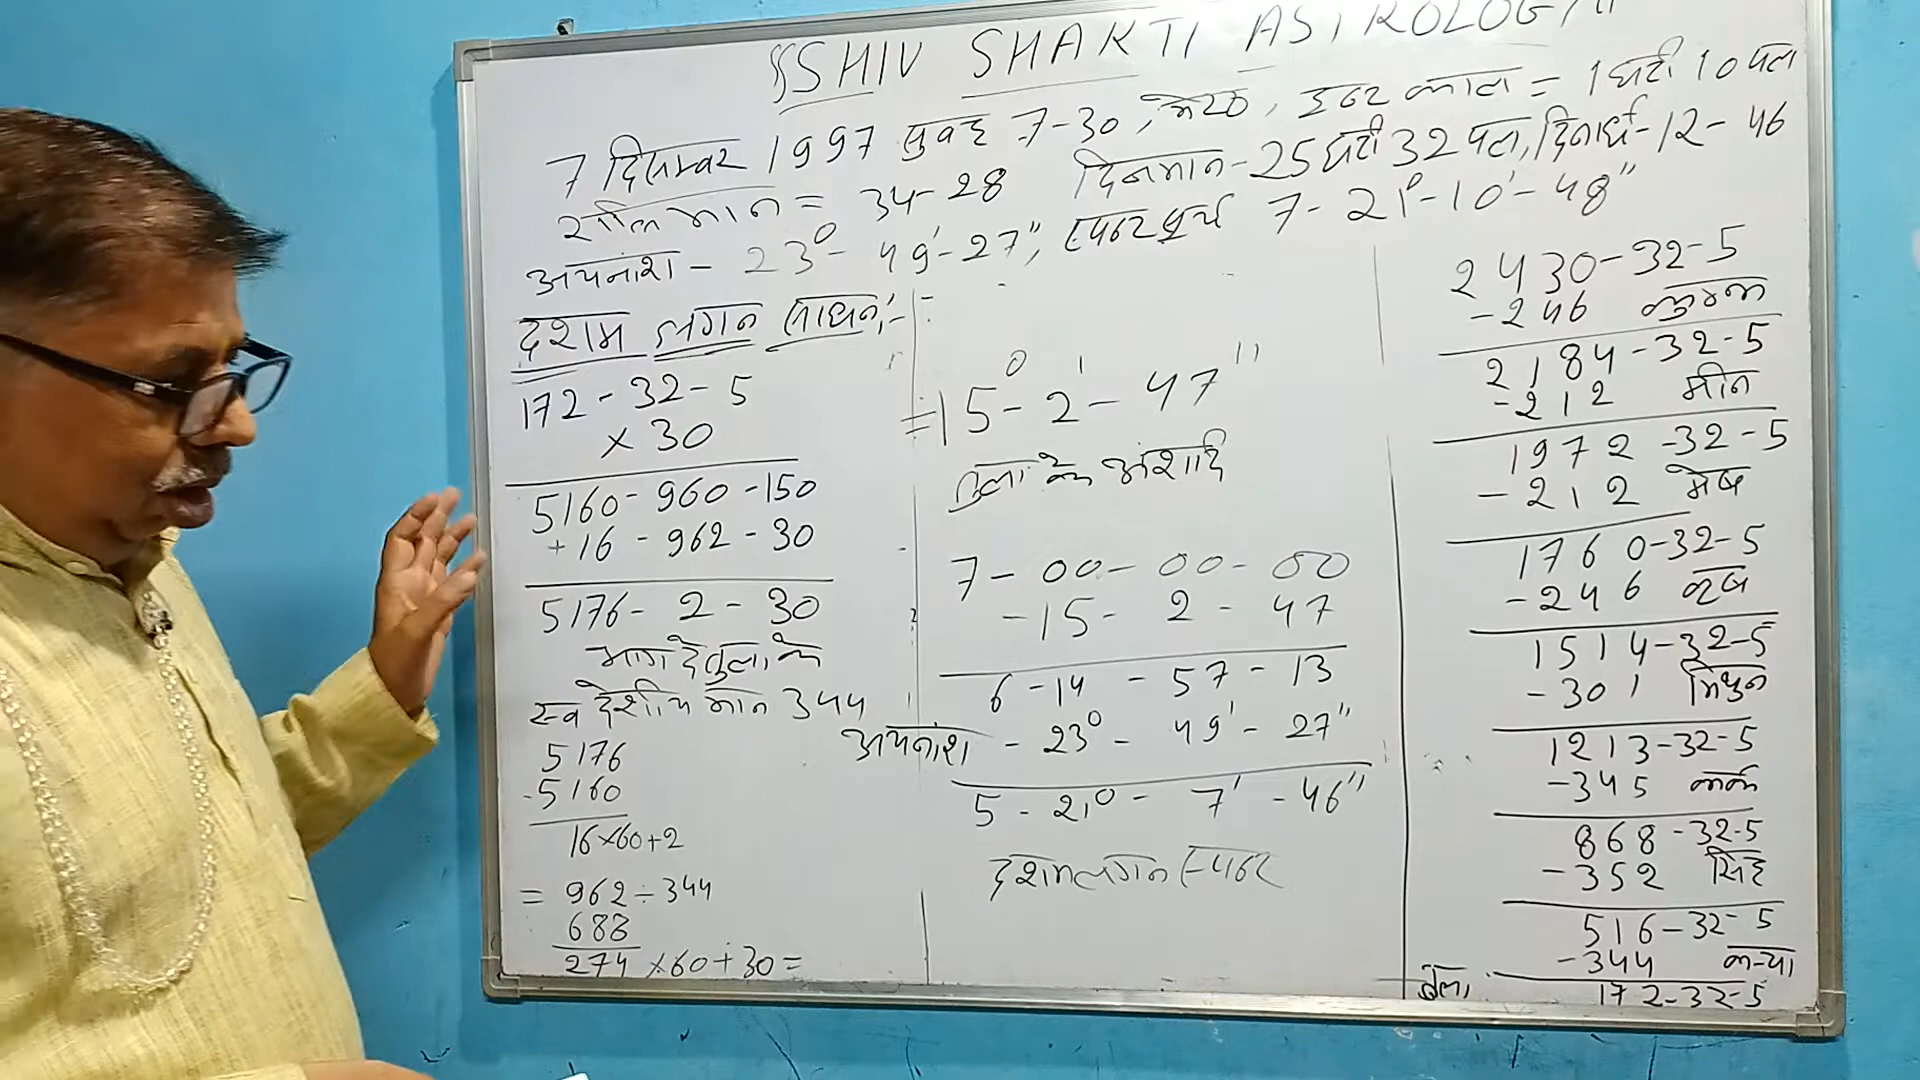 SSHIV SHAKTI ASTROLOGY
7 दिसम्बर 1997 सुबह 7-30, मेरठ, इष्ट काल = 1 घटी 10 पल
रात्रिमान = 34-28 दिनमान - 25 घटी 32 पल, दिनार्ध - 12-46
अयनांश - 23° - 49' - 27", स्पष्ट सूर्य 7 - 21° - 10' - 48"
दशम लगन साधन :-
172 - 32 - 5
× 30
5160 - 960 - 150
+ 16 - 962 - 30
5176 - 2 - 30
भाग दे तुला के
स्व देशीय मान 344
5176
-5160
16×60+2
= 962 ÷ 344
688
274 × 60 + 30 =
= 15° - 2' - 47"
तुला के अंशादि
7 - 00 - 00 - 00
- 15 - 2 - 47
6 - 14 - 57 - 13
अयनांश - 23° - 49' - 27"
5 - 21° - 7' - 46"
दशम लगन स्पष्ट
2430 - 32 - 5
- 246 कुम्भ
2184 - 32 - 5
- 212 मीन
1972 - 32 - 5
- 212 मेष
1760 - 32 - 5
- 246 वृष
1514 - 32 - 5
- 301 मिथुन
1213 - 32 - 5
- 345 कर्क
868 - 32 - 5
- 352 सिंह
516 - 32 - 5
- 344 कन्या
तुला 172 - 32 - 5